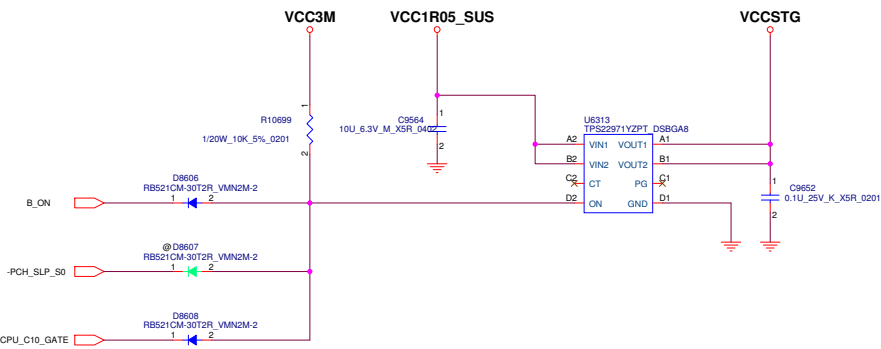 VCC3M
VCC1R05_SUS
VCCSTG
R10699
1/20W_10K_5%_0201
1
2
C9564
10U_6.3V_M_X5R_0402
1
2
U6313
TPS22971YZPT_DSBGA8
A2 VIN1 VOUT1 A1
B2 VIN2 VOUT2 B1
C2 CT PG C1
D2 ON GND D1
1
2
C9652
0.1U_25V_K_X5R_0201
D8606
RB521CM-30T2R_VMN2M-2
B_ON 1 2
@ D8607
RB521CM-30T2R_VMN2M-2
-PCH_SLP_S0 1 2
D8608
RB521CM-30T2R_VMN2M-2
CPU_C10_GATE 1 2